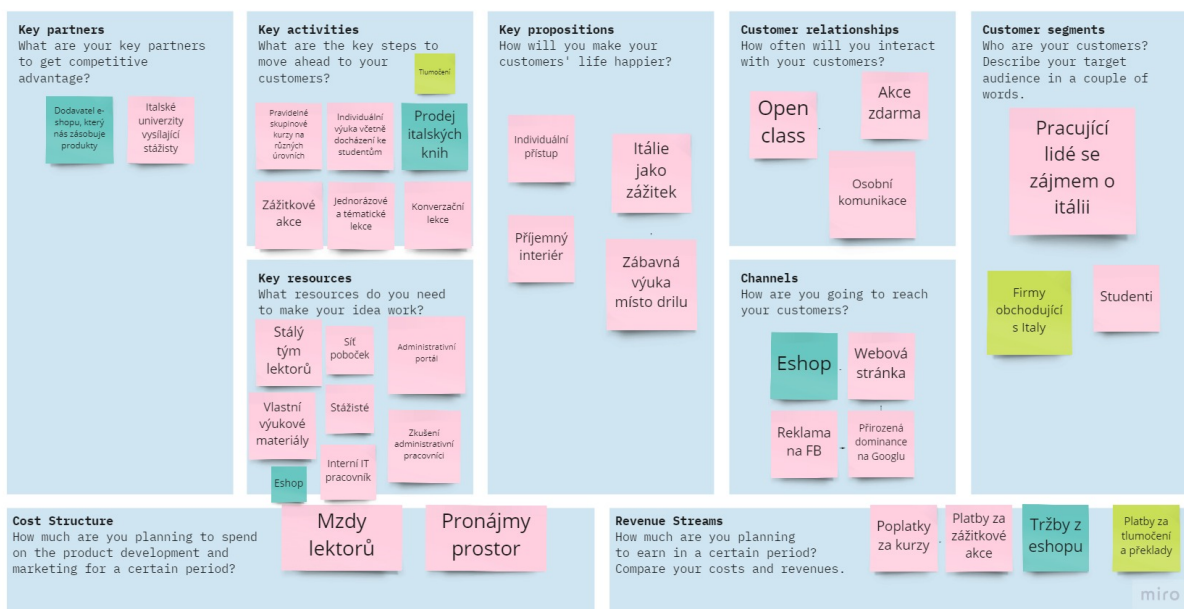 Key partners
What are your key partners
to get competitive
advantage?
Dodavatel e-
shopu, který
nás zásobuje
produkty
Italské
univerzity
vysílající
stážisty
Key activities
What are the key steps to
move ahead to your
customers?
Tlumočení
Pravidelné
skupinové
kurzy na
různých
úrovních
Individuální
výuka včetně
docházení ke
studentům
Prodej
italských
knih
Zážitkové
akce
Jednorázové
a tématické
lekce
Konverzační
lekce
Key resources
What resources do you need
to make your idea work?
Stálý
tým
lektorů
Síť
poboček
Administrativní
portál
Vlastní
výukové
materiály
Stážisté
Zkušení
administrativní
pracovníci
Eshop
Interní IT
pracovník
Key propositions
How will you make your
customers' life happier?
Individuální
přístup
Itálie
jako
zážitek
Příjemný
interiér
Zábavná
výuka
místo drilu
Customer relationships
How often will you interact
with your customers?
Open
class
Akce
zdarma
Osobní
komunikace
Channels
How are you going to reach
your customers?
Eshop
Webová
stránka
Reklama
na FB
Přirozená
dominance
na Googlu
Customer segments
Who are your customers?
Describe your target
audience in a couple of
words.
Pracující
lidé se
zájmem o
itálii
Firmy
obchodující
s Italy
Studenti
Cost Structure
How much are you planning to spend
on the product development and
marketing for a certain period?
Mzdy
lektorů
Pronájmy
prostor
Revenue Streams
How much are you planning
to earn in a certain period?
Compare your costs and revenues.
Poplatky
za kurzy
Platby za
zážitkové
akce
Tržby z
eshopu
Platby za
tlumočení
a překlady
miro